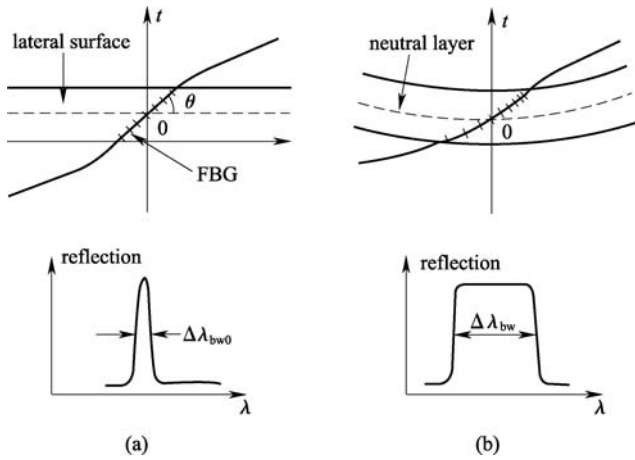 t
lateral surface
θ
0
FBG
reflection
Δλbw0
λ
(a)
t
neutral layer
0
reflection
Δλbw
λ
(b)